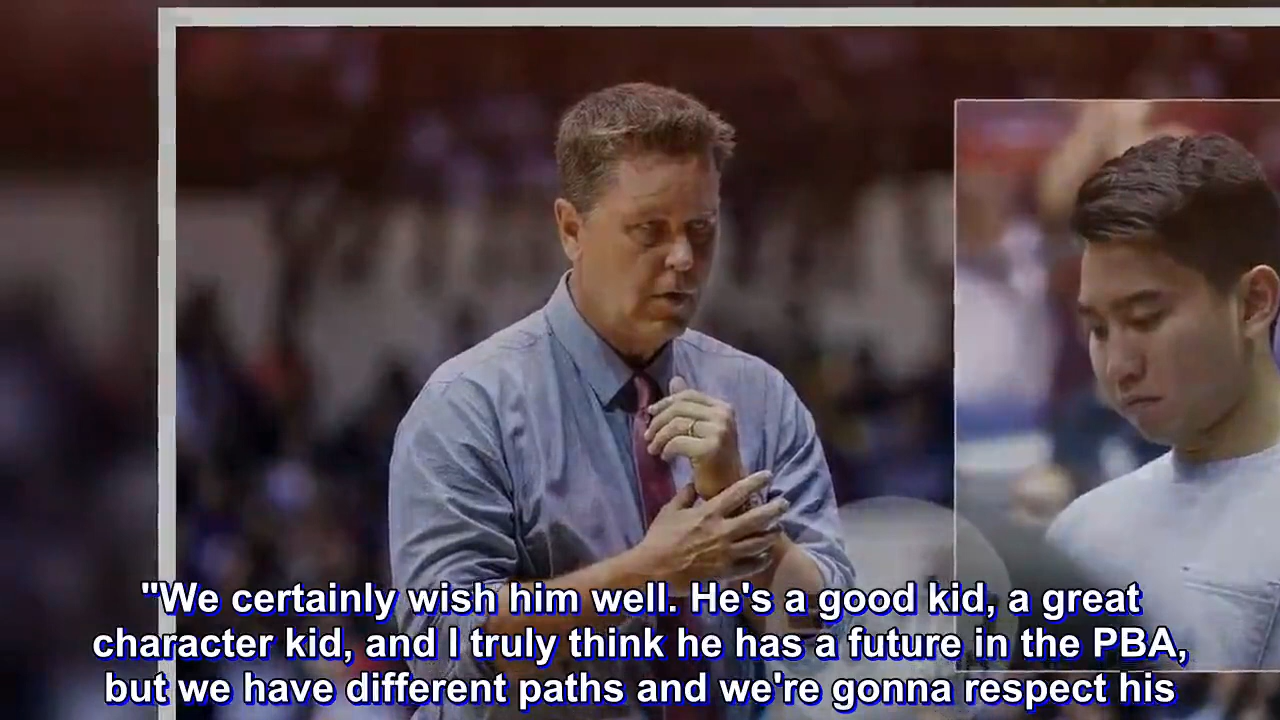 "We certainly wish him well. He's a good kid, a great
character kid, and I truly think he has a future in the PBA,
but we have different paths and we're gonna respect his